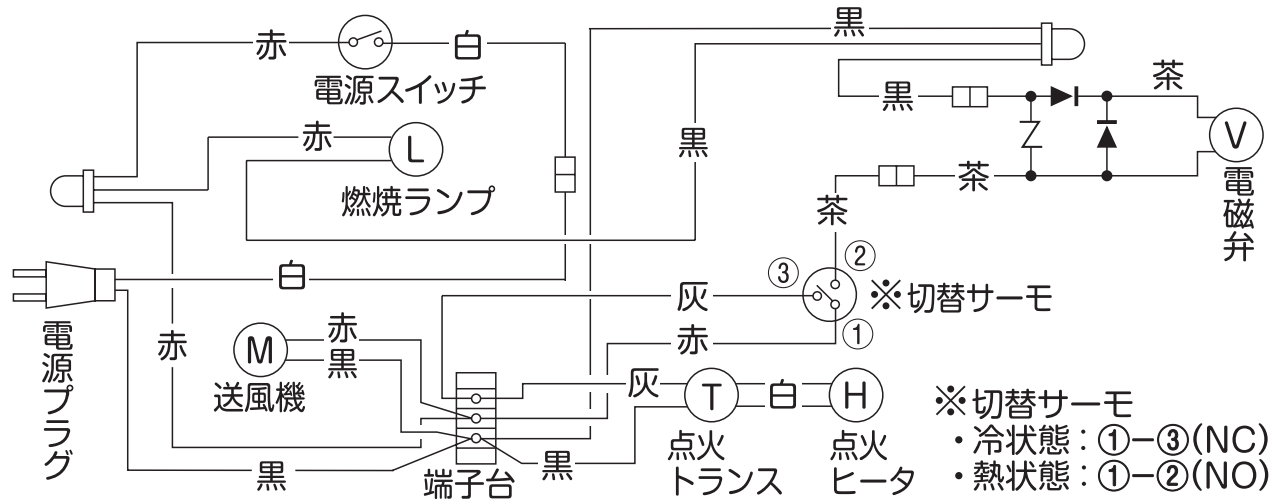 赤
白
電源スイッチ
黒
赤
L
燃焼ランプ
黒
黒
茶
V
電磁弁
茶
茶
白
電源プラグ
赤
M
送風機
赤
黒
黒
②
③
①
※切替サーモ
灰
赤
灰
T
白
H
点火
トランス
点火
ヒータ
黒
端子台
※切替サーモ
・冷状態：①−③(NC)
・熱状態：①−②(NO)